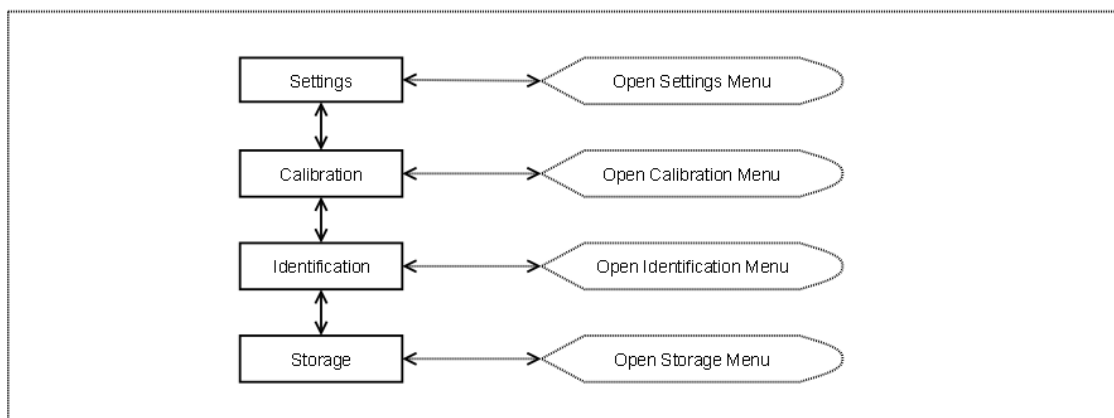 Settings
Open Settings Menu
Calibration
Open Calibration Menu
Identification
Open Identification Menu
Storage
Open Storage Menu